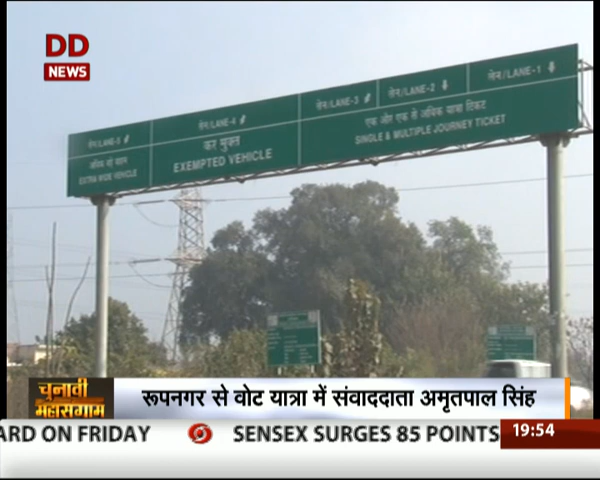 DD
NEWS
लेन/LANE-5
लेन/LANE-4
लेन/LANE-3
लेन/LANE-2
लेन/LANE-1
कर मुक्त
EXEMPTED VEHICLE
EXTRA WIDE VEHICLE
एक और एक से अधिक यात्रा टिकट
SINGLE & MULTIPLE JOURNEY TICKET
चुनावी
महासंग्राम
रूपनगर से वोट यात्रा में संवाददाता अमृतपाल सिंह
ARD ON FRIDAY SENSEX SURGES 85 POINTS
19:54